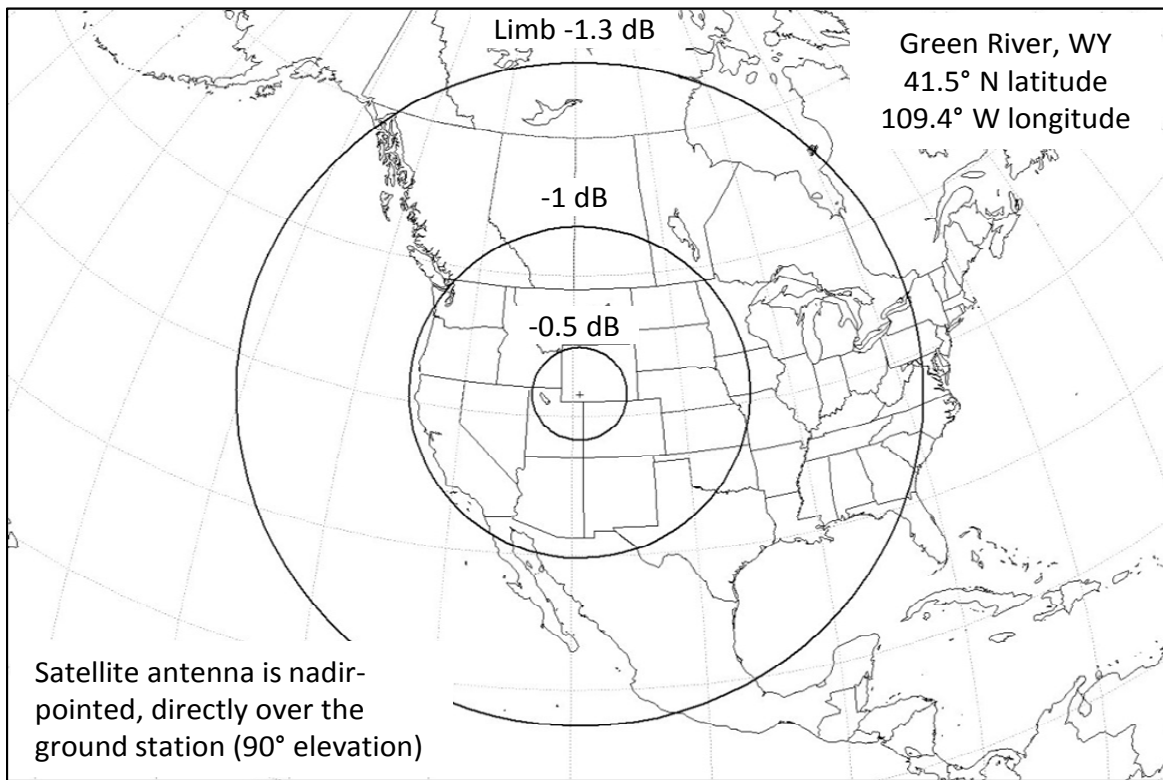 Limb -1.3 dB
Green River, WY
41.5° N latitude
109.4° W longitude
-1 dB
-0.5 dB
Satellite antenna is nadir-
pointed, directly over the
ground station (90° elevation)